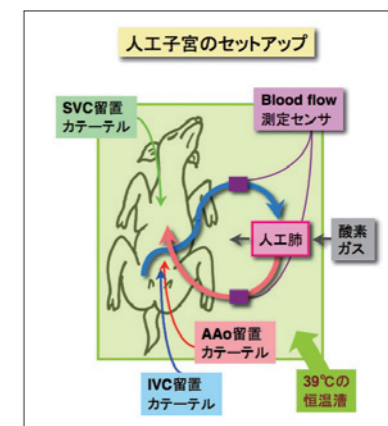 人工子宮のセットアップ
SVC留置
カテーテル
Blood flow
測定センサ
人工肺
酸素
ガス
AAo留置
カテーテル
IVC留置
カテーテル
39℃の
恒温漕